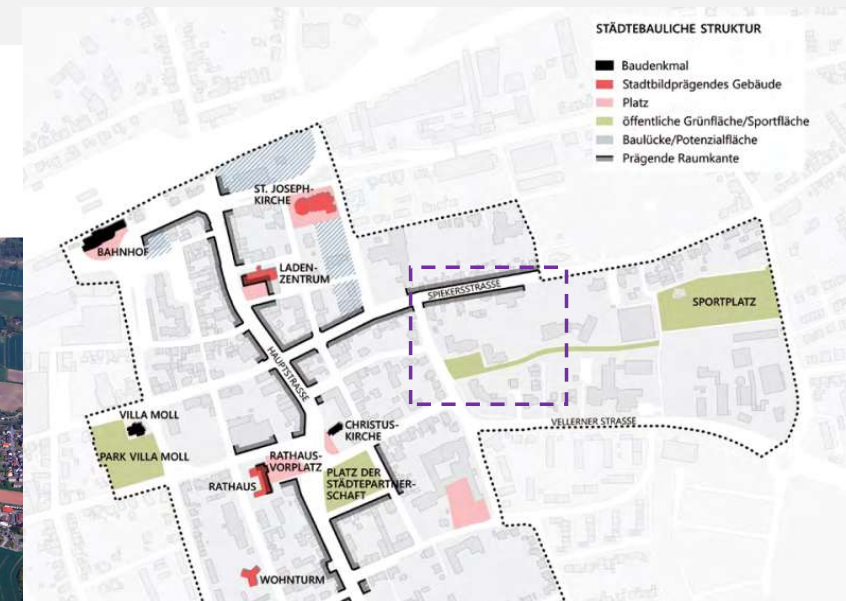 STÄDTEBAULICHE STRUKTUR
Baudenkmal
Stadtbildprägendes Gebäude
Platz
öffentliche Grünfläche/Sportfläche
Baulücke/Potenzialfläche
Prägende Raumkante
ST. JOSEPH-
KIRCHE
BAHNHOF
LADEN-
ZENTRUM
SPIEKERSSTRASSE
SPORTPLATZ
HAUPTSTRASSE
VILLA MOLL
CHRISTUS-
KIRCHE
VELLERNER STRASSE
PARK VILLA MOLL
RATHAUS-
VORPLATZ
RATHAUS
PLATZ DER
STÄDTEPARTNER-
SCHAFT
WOHNTURM